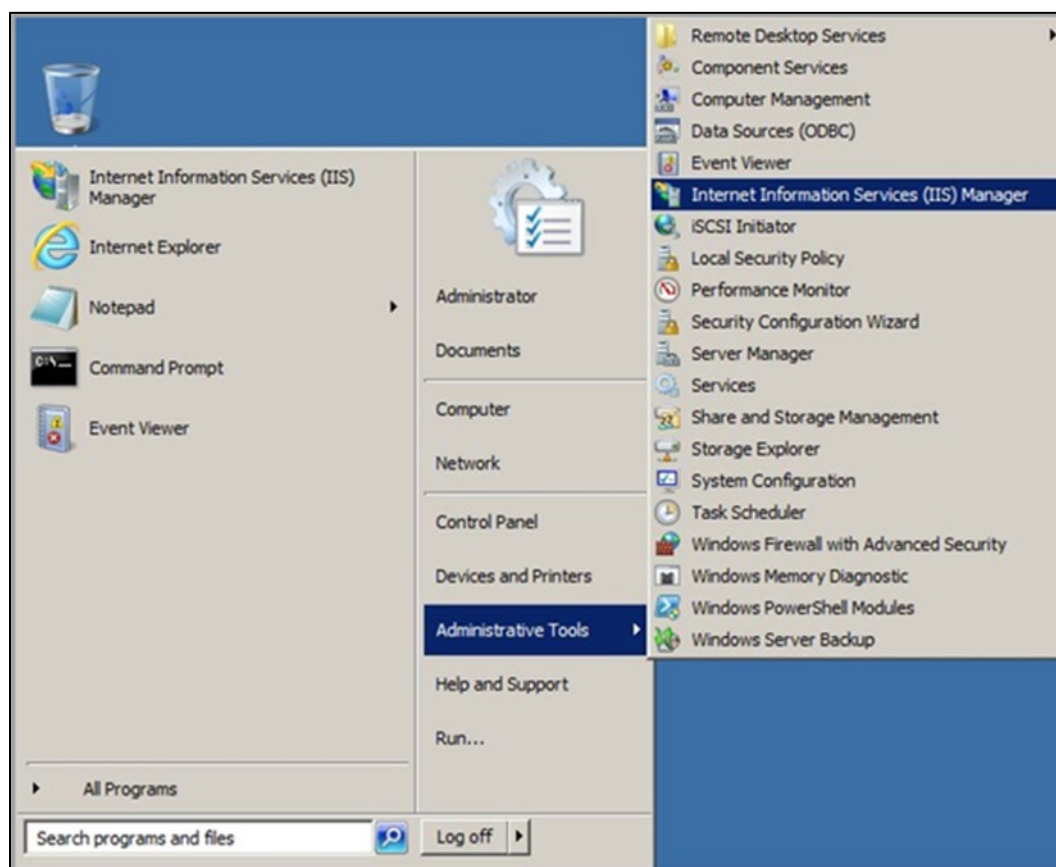 Internet Information Services (IIS)
Manager
Internet Explorer
Notepad
Command Prompt
Event Viewer
All Programs
Search programs and files
Administrator
Documents
Computer
Network
Control Panel
Devices and Printers
Administrative Tools
Help and Support
Run...
Log off
Remote Desktop Services
Component Services
Computer Management
Data Sources (ODBC)
Event Viewer
Internet Information Services (IIS) Manager
iSCSI Initiator
Local Security Policy
Performance Monitor
Security Configuration Wizard
Server Manager
Services
Share and Storage Management
Storage Explorer
System Configuration
Task Scheduler
Windows Firewall with Advanced Security
Windows Memory Diagnostic
Windows PowerShell Modules
Windows Server Backup